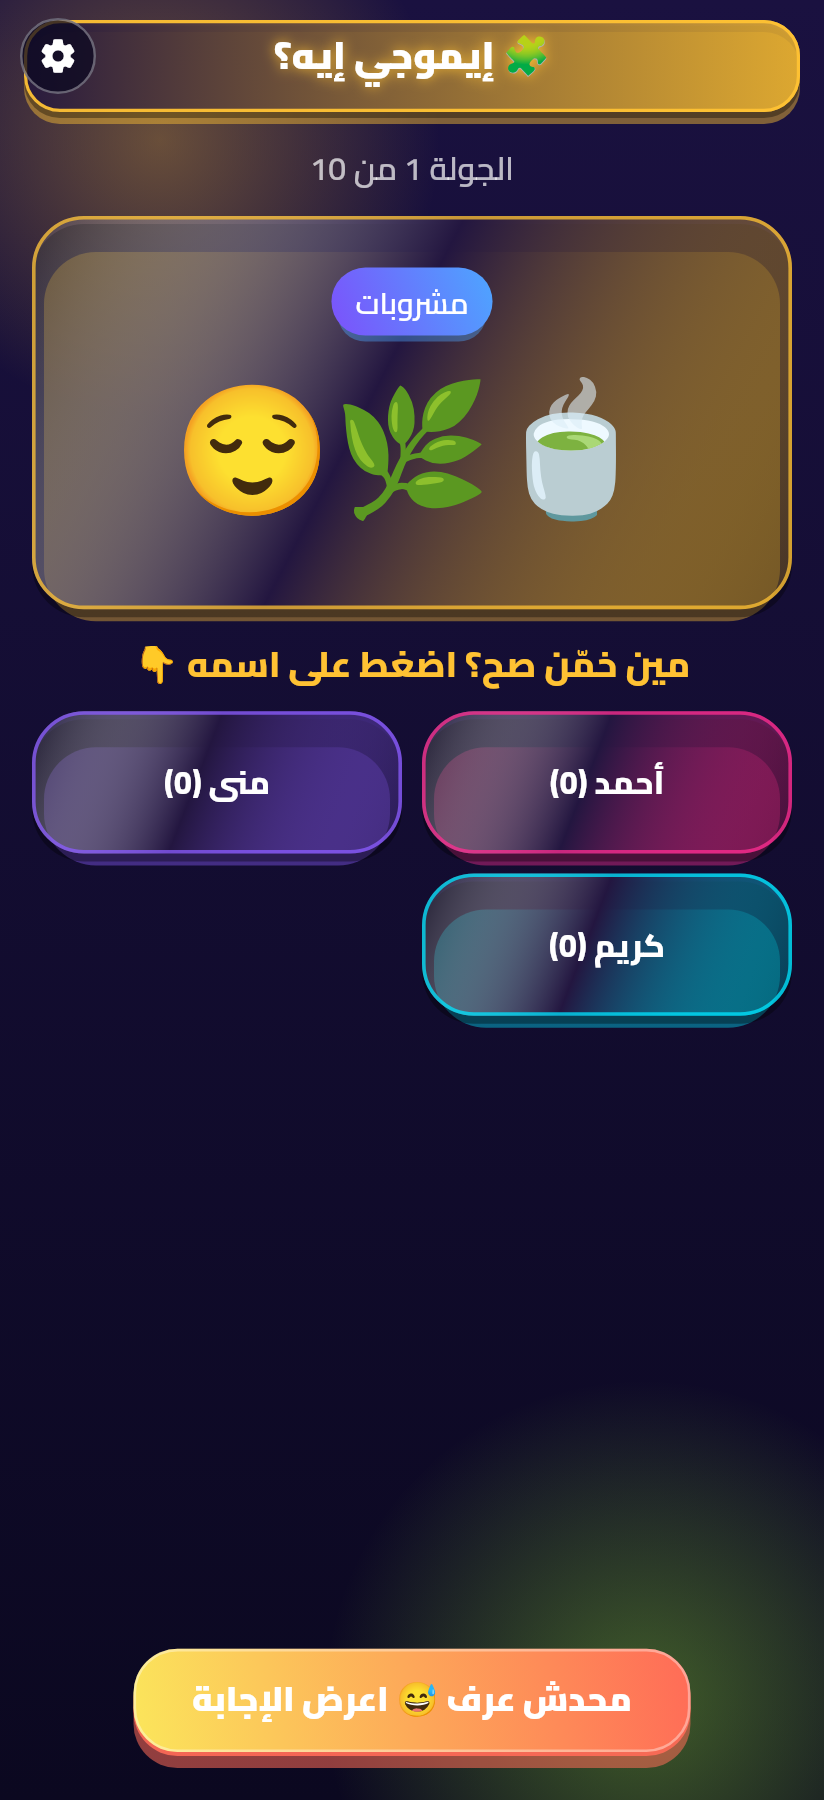 🧩 إيموجي إيه؟
الجولة 1 من 10
مشروبات
🍵🌿😌
مين خمّن صح؟ اضغط على اسمه 👇
أحمد (0)
منى (0)
كريم (0)
محدش عرف 😅 اعرض الإجابة